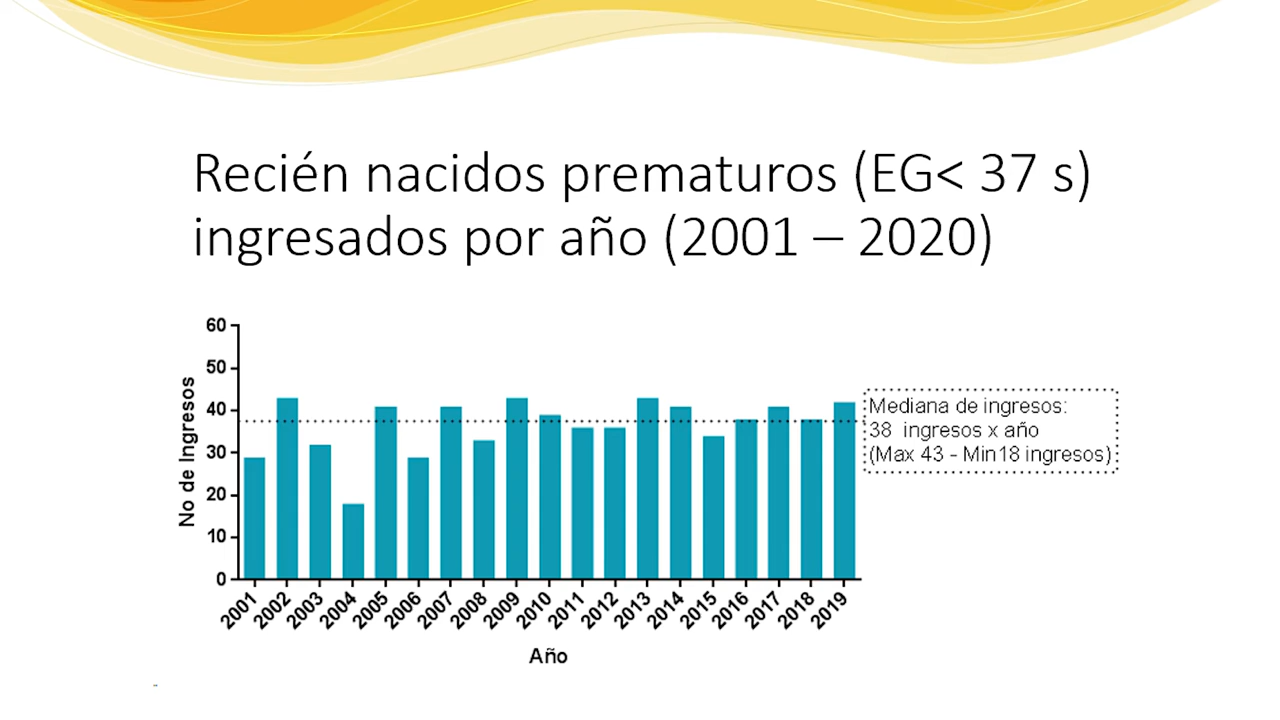 Recién nacidos prematuros (EG< 37 s)
ingresados por año (2001 – 2020)
No de Ingresos
60
50
40
30
20
10
0
2001 2002 2003 2004 2005 2006 2007 2008 2009 2010 2011 2012 2013 2014 2015 2016 2017 2018 2019
Año
Mediana de ingresos:
38 ingresos x año
(Max 43 - Min18 ingresos)